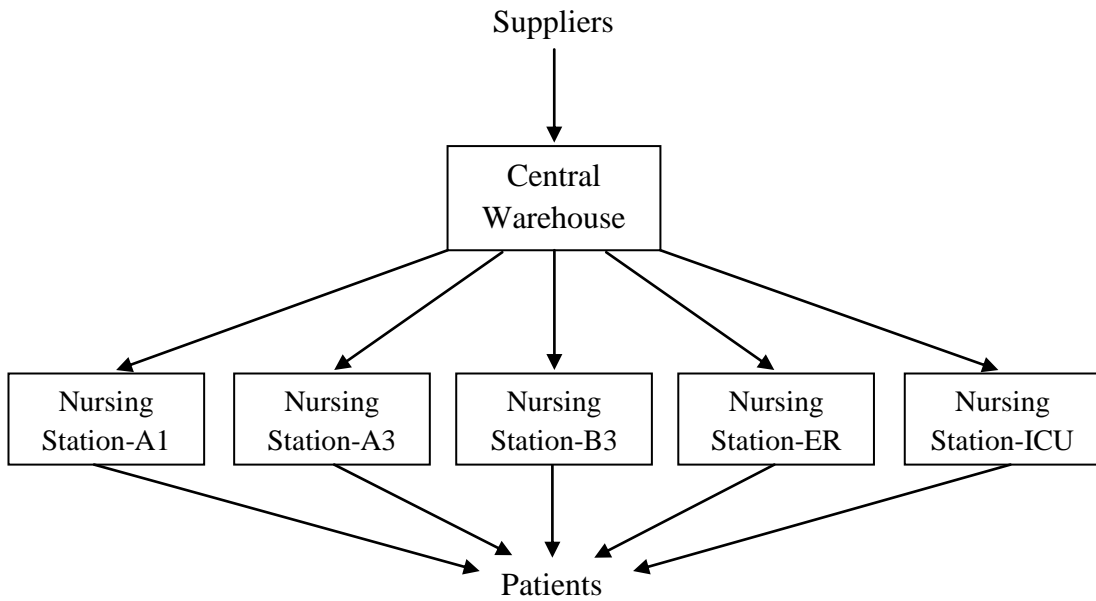 Suppliers
Central
Warehouse
Nursing
Station-A1
Nursing
Station-A3
Nursing
Station-B3
Nursing
Station-ER
Nursing
Station-ICU
Patients